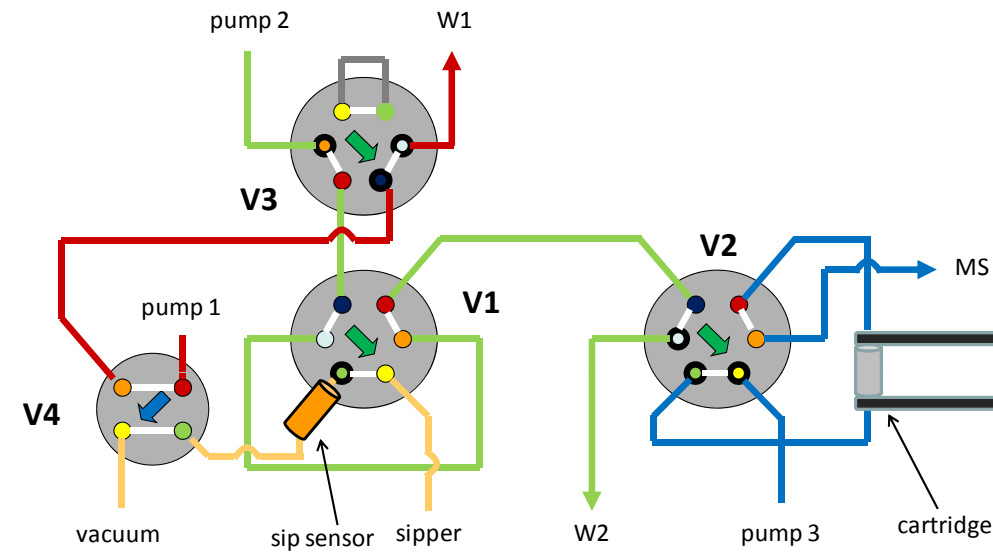 pump 2
W1
V3
V2
MS
V1
pump 1
V4
vacuum
sip sensor
sipper
W2
pump 3
cartridge